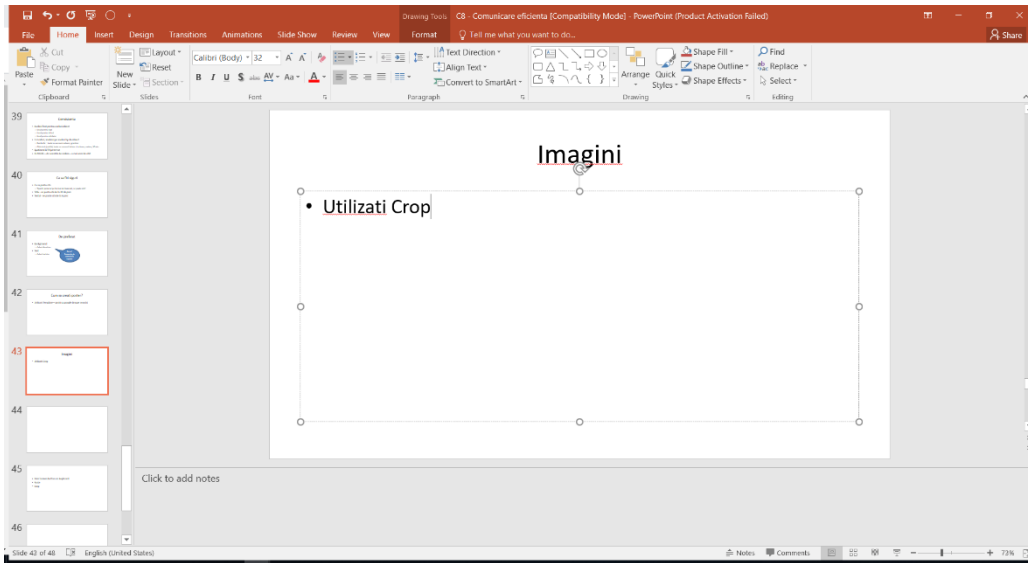 Drawing Tools C8 - Comunicare eficienta [Compatibility Mode] - PowerPoint (Product Activation Failed)
File Home Insert Design Transitions Animations Slide Show Review View Format Tell me what you want to do... Share
Paste
Cut
Copy
Format Painter
Clipboard
New Slide
Layout
Reset
Section
Slides
Calibri (Body) 32
B I U S abc AV Aa A
Font
Text Direction
Align Text
Convert to SmartArt
Paragraph
Arrange
Quick Styles
Shape Fill
Shape Outline
Shape Effects
Drawing
Find
Replace
Select
Editing
39
40
41
42
43
Imagini
44
45
46
Imagini
• Utilizati Crop
Click to add notes
Slide 43 of 48 English (United States) Notes Comments 73%